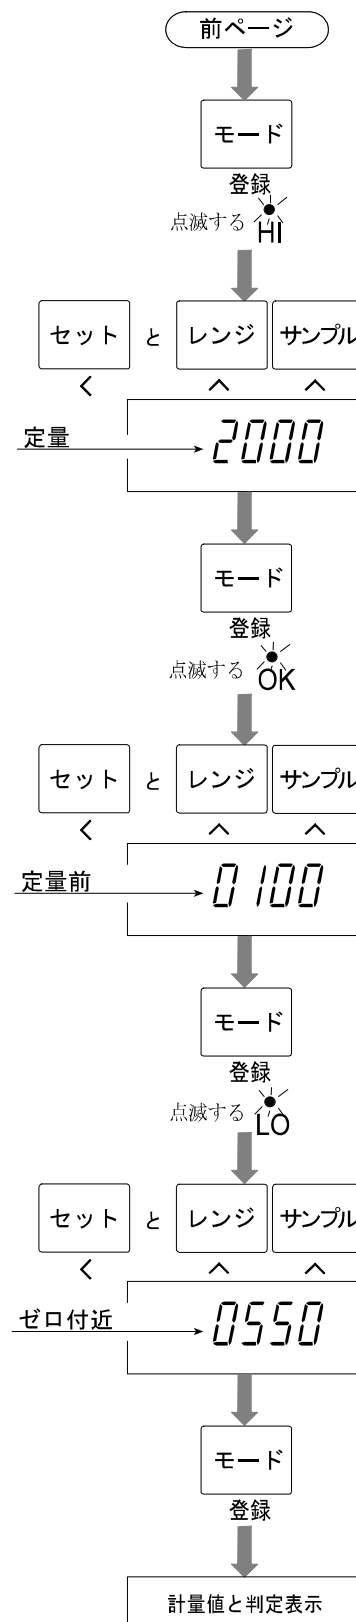 前ページ
モード
登録
点滅する HI
セット と レンジ サンプル
< ^ ^
定量 2000
モード
登録
点滅する OK
セット と レンジ サンプル
< ^ ^
定量前 0100
モード
登録
点滅する LO
セット と レンジ サンプル
< ^ ^
ゼロ付近 0550
モード
登録
計量値と判定表示